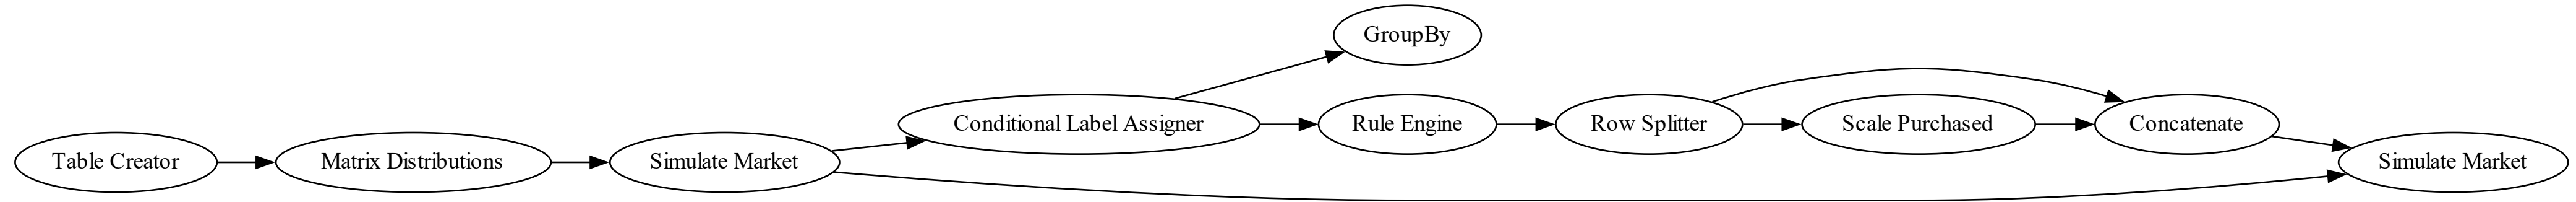 Table Creator
Matrix Distributions
Simulate Market
Conditional Label Assigner
GroupBy
Rule Engine
Row Splitter
Scale Purchased
Concatenate
Simulate Market